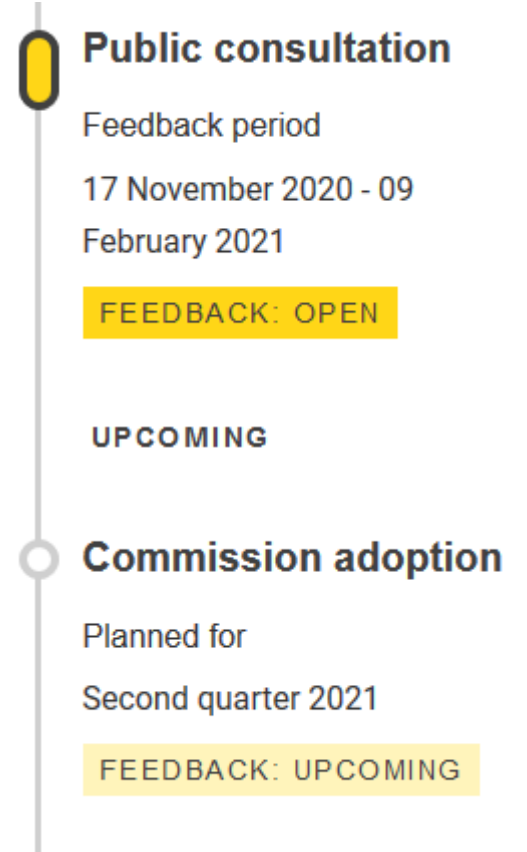 Public consultation
Feedback period
17 November 2020 - 09
February 2021
FEEDBACK: OPEN
UPCOMING
Commission adoption
Planned for
Second quarter 2021
FEEDBACK: UPCOMING